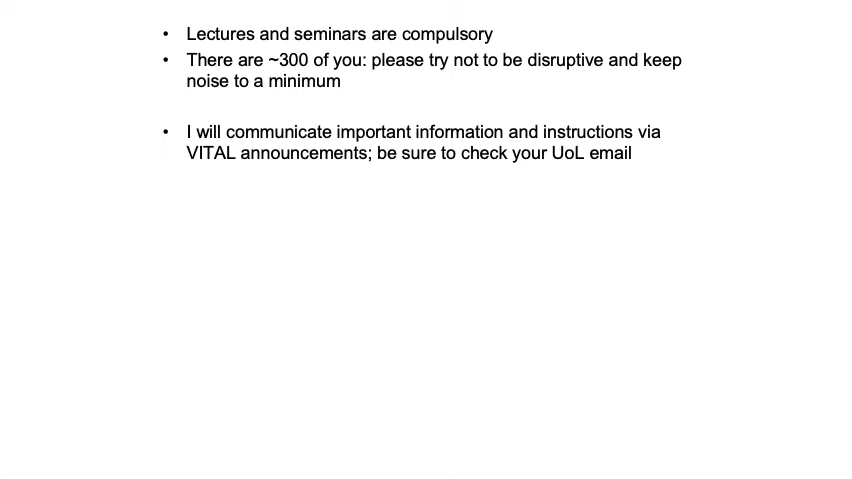 • Lectures and seminars are compulsory
• There are ~300 of you: please try not to be disruptive and keep
noise to a minimum
• I will communicate important information and instructions via
VITAL announcements; be sure to check your UoL email